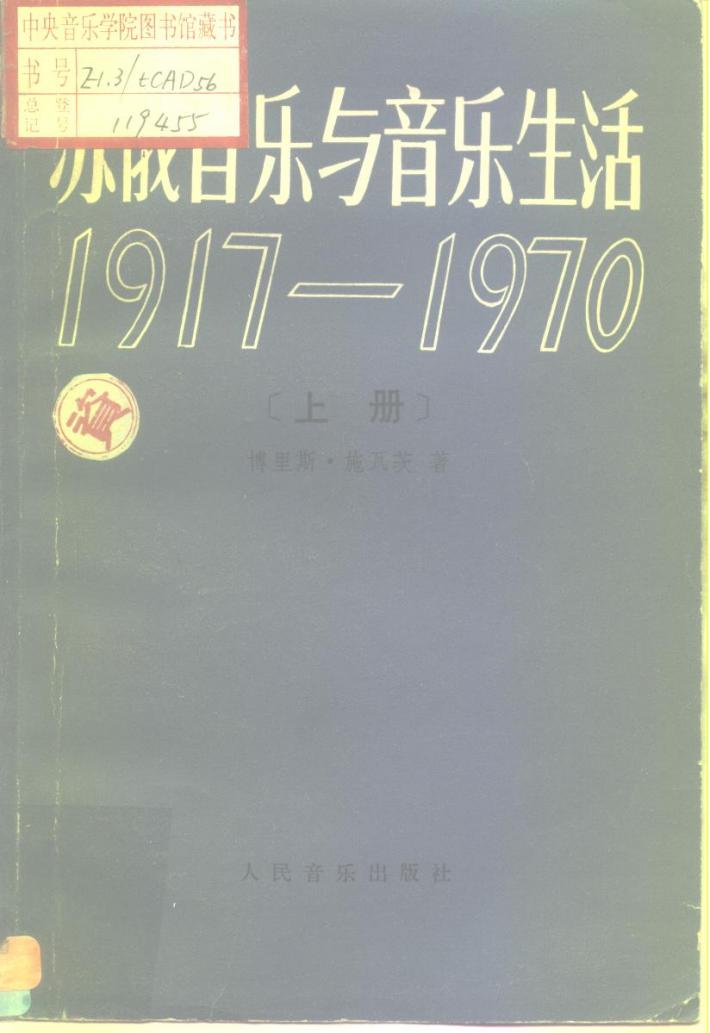 中央音乐学院图书馆藏书
书号 Z1.3/tCAD56
总登记号 119455
苏俄音乐与音乐生活
1917—1970
資
〔上 册〕
博里斯·施瓦茨 著
人民音乐出版社